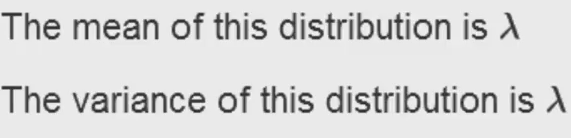 The mean of this distribution is λ
The variance of this distribution is λ